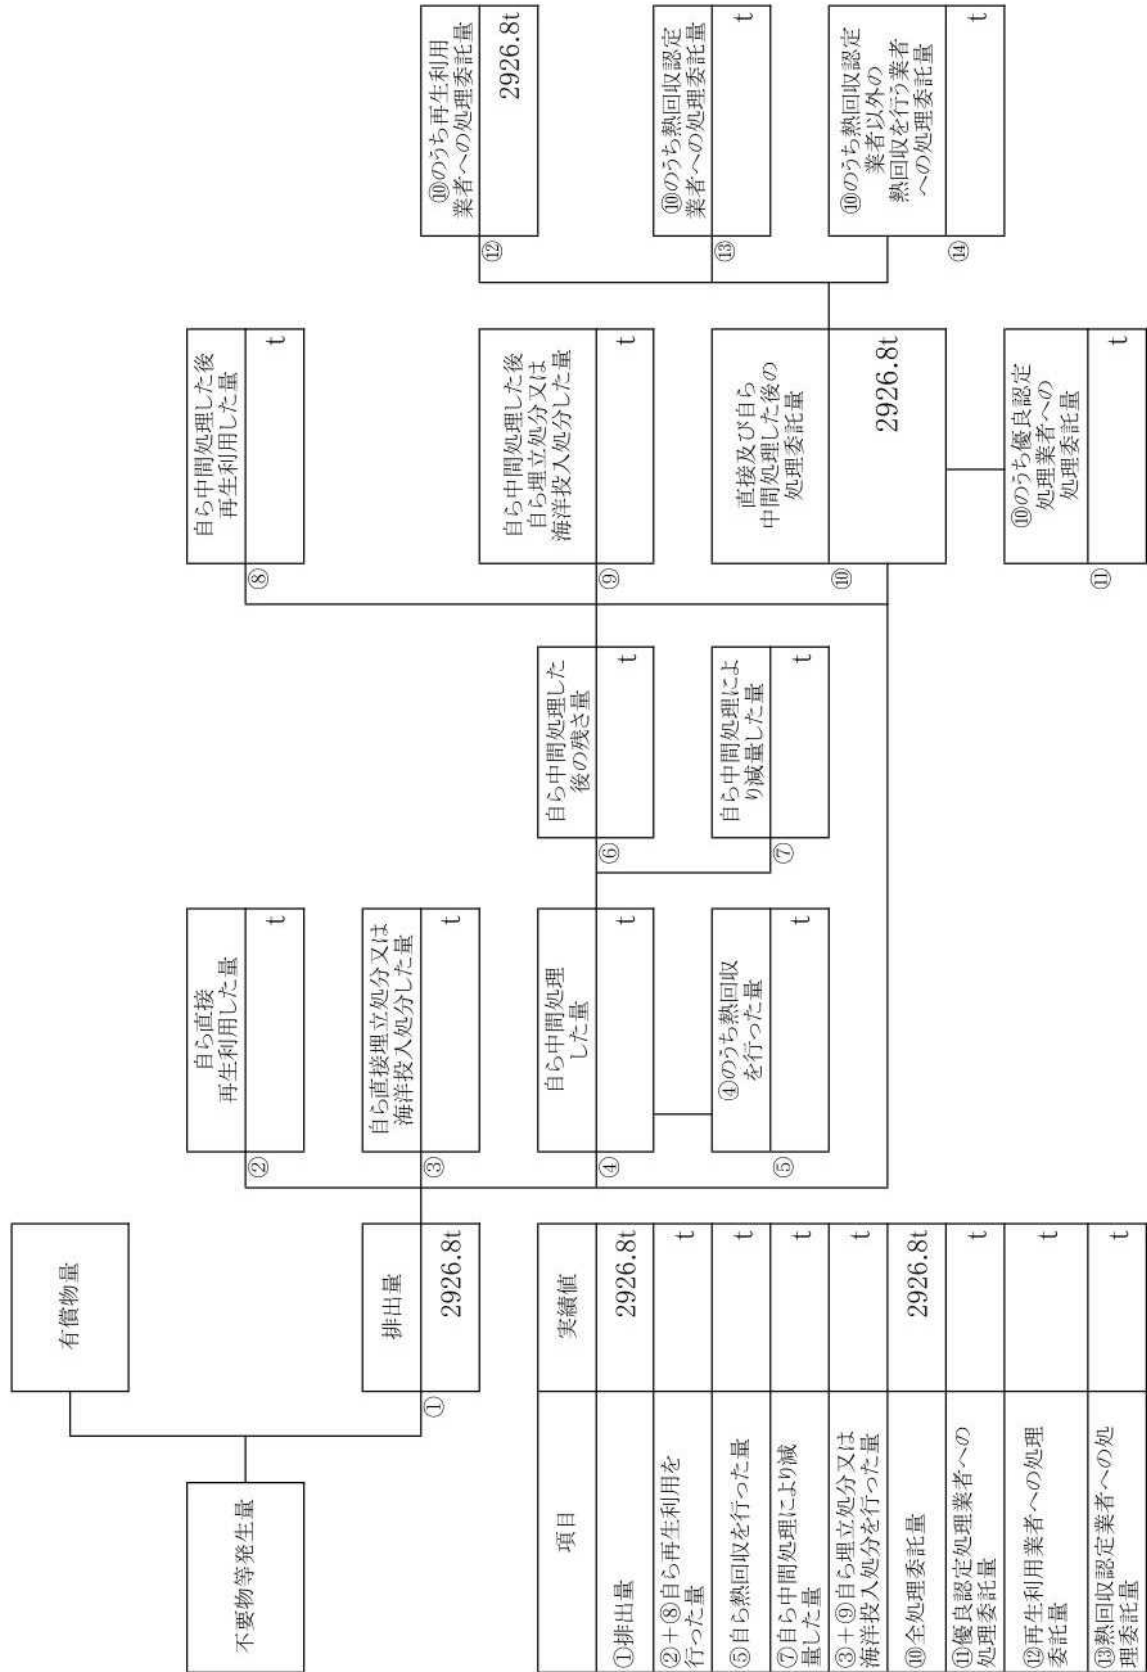 不要物等発生量
有償物量
排出量
①
2926.8t
自ら直接
再生利用した量
②
t
自ら直接埋立処分又は
海洋投入処分した量
③
t
自ら中間処理
した量
④
t
④のうち熱回収
を行った量
⑤
t
自ら中間処理した
後の残さ量
⑥
t
自ら中間処理によ
り減量した量
⑦
t
自ら中間処理した後
再生利用した量
⑧
t
自ら中間処理した後
自ら埋立処分又は
海洋投入処分した量
⑨
t
直接及び自ら
中間処理した後の
処理委託量
⑩
2926.8t
⑩のうち優良認定
処理業者への
処理委託量
⑪
t
⑩のうち再生利用
業者への処理委託量
⑫
2926.8t
⑩のうち熱回収認定
業者への処理委託量
⑬
t
⑩のうち熱回収認定
業者以外の
熱回収を行う業者
への処理委託量
⑭
t
項目 実績値
①排出量 2926.8t
②+⑧自ら再生利用を
行った量 t
⑤自ら熱回収を行った量 t
⑦自ら中間処理により減
量した量 t
③+⑨自ら埋立処分又は
海洋投入処分を行った量 t
⑩全処理委託量 2926.8t
⑪優良認定処理業者への
処理委託量 t
⑫再生利用業者への処理
委託量 t
⑬熱回収認定業者への処
理委託量 t